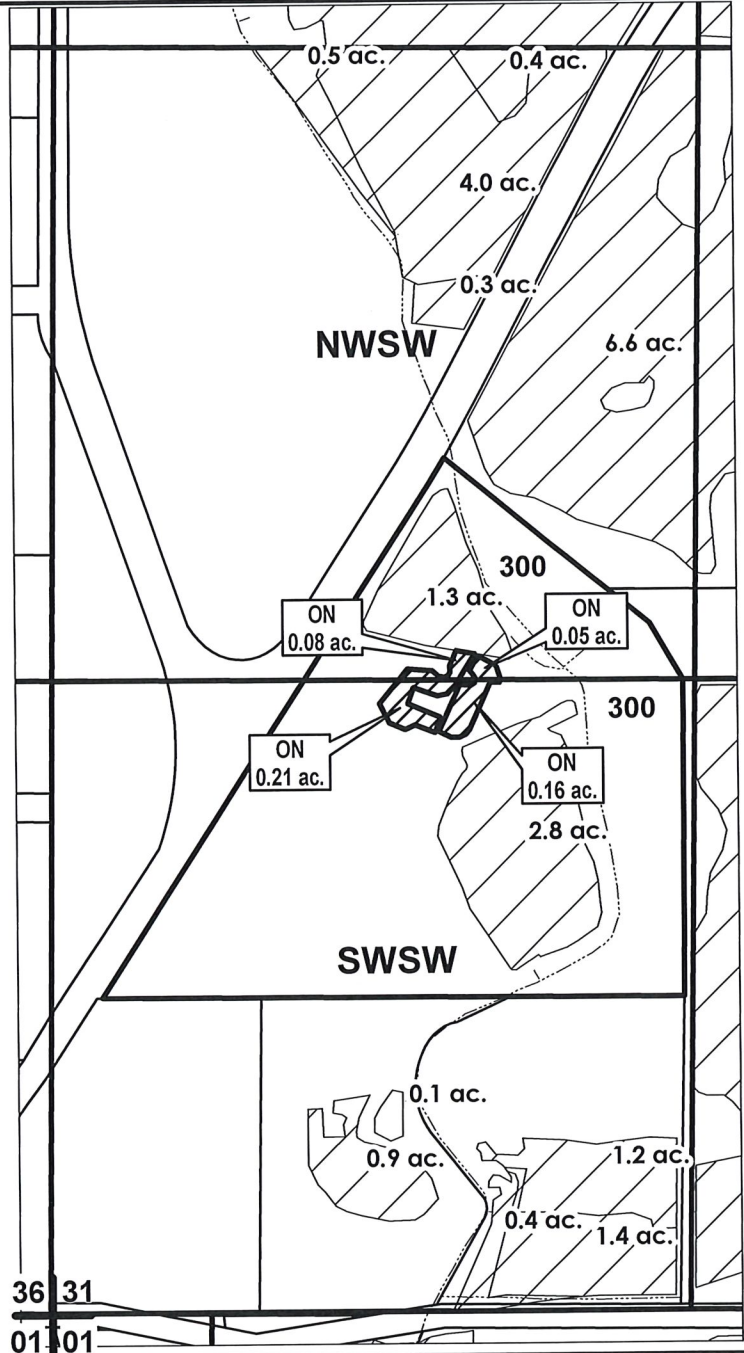 0.5 ac.
0.4 ac.
4.0 ac.
0.3 ac.
NWSW
6.6 ac.
300
1.3 ac.
ON
0.08 ac.
ON
0.05 ac.
300
ON
0.21 ac.
ON
0.16 ac.
2.8 ac.
SWSW
0.1 ac.
0.9 ac.
1.2 ac.
0.4 ac.
1.4 ac.
36 31
01 01